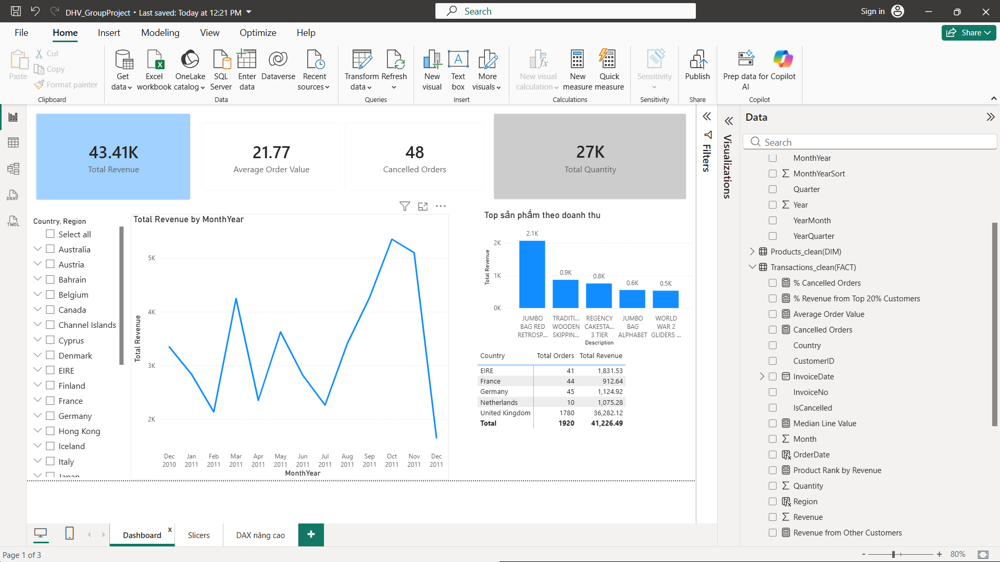 DHV_GroupProject • Last saved: Today at 12:21 PM
Search
Sign in
File
Home
Insert
Modeling
View
Optimize
Help
Share
Paste
Cut
Copy
Format painter
Clipboard
Get data
Excel workbook
OneLake catalog
SQL Server
Enter data
Dataverse
Recent sources
Data
Transform data
Refresh
Queries
New visual
Text box
More visuals
Insert
New visual calculation
New measure
Quick measure
Calculations
Sensitivity
Sensitivity
Publish
Share
Prep data for AI
Copilot
Copilot
DAX
TMDL
43.41K
Total Revenue
21.77
Average Order Value
48
Cancelled Orders
27K
Total Quantity
Country, Region
Select all
Australia
Austria
Bahrain
Belgium
Canada
Channel Islands
Cyprus
Denmark
EIRE
Finland
France
Germany
Hong Kong
Iceland
Italy
Japan
Total Revenue by MonthYear
Total Revenue
5K
4K
3K
2K
Dec 2010
Jan 2011
Feb 2011
Mar 2011
Apr 2011
May 2011
Jun 2011
Jul 2011
Aug 2011
Sep 2011
Oct 2011
Nov 2011
Dec 2011
MonthYear
Top sản phẩm theo doanh thu
Total Revenue
2K
1K
0K
2.1K
0.9K
0.8K
0.6K
0.5K
JUMBO BAG RED RETROSP...
TRADITI... WOODEN SKIPPIN...
REGENCY CAKESTA... 3 TIER
JUMBO BAG ALPHABET
WORLD WAR 2 GLIDERS ...
Description
Country Total Orders Total Revenue
EIRE 41 1,831.53
France 44 912.64
Germany 45 1,124.92
Netherlands 10 1,075.28
United Kingdom 1780 36,282.12
Total 1920 41,226.49
Filters
Visualizations
Data
Search
MonthYear
MonthYearSort
Quarter
Year
YearMonth
YearQuarter
Products_clean(DIM)
Transactions_clean(FACT)
% Cancelled Orders
% Revenue from Top 20% Customers
Average Order Value
Cancelled Orders
Country
CustomerID
InvoiceDate
InvoiceNo
IsCancelled
Median Line Value
Month
OrderDate
Product Rank by Revenue
Quantity
Region
Revenue
Revenue from Other Customers
Dashboard x
Slicers
DAX nâng cao
+
Page 1 of 3
- + 80%